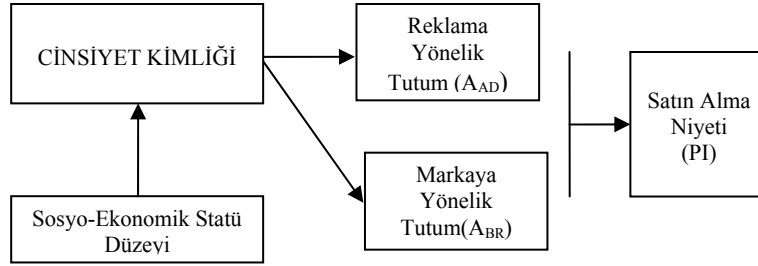 CİNSİYET KİMLİĞİ
Reklama
Yönelik
Tutum (AAD)
Satın Alma
Niyeti
(PI)
Markaya
Yönelik
Tutum(ABR)
Sosyo-Ekonomik Statü
Düzeyi